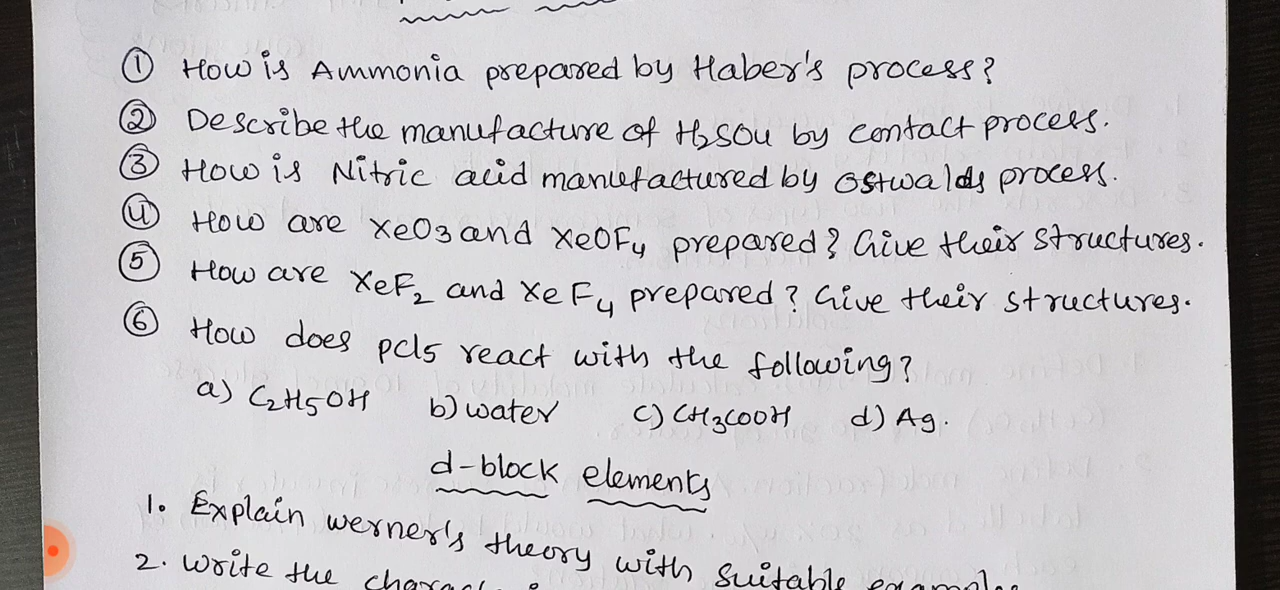 ① How is Ammonia prepared by Haber's process?
② Describe the manufacture of H2SO4 by contact process.
③ How is Nitric acid manufactured by Ostwalds process.
④ How are XeO3 and XeOF4 prepared? Give their structures.
⑤ How are XeF2 and XeF4 prepared? Give their structures.
⑥ How does pcl5 react with the following?
a) C2H5OH b) water c) CH3COOH d) Ag.
d-block elements
1. Explain werner's theory with suitable
2. write the